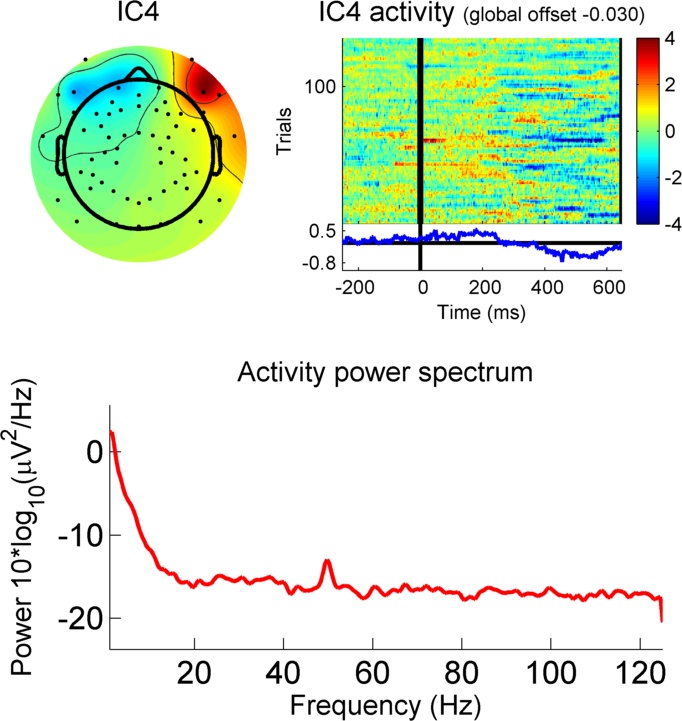 IC4
IC4 activity (global offset -0.030)
Trials
100
4
2
0
-2
-4
0.5
-0.8
-200 0 200 400 600
Time (ms)
Activity power spectrum
Power 10*log10(µV2/Hz)
0
-10
-20
20 40 60 80 100 120
Frequency (Hz)